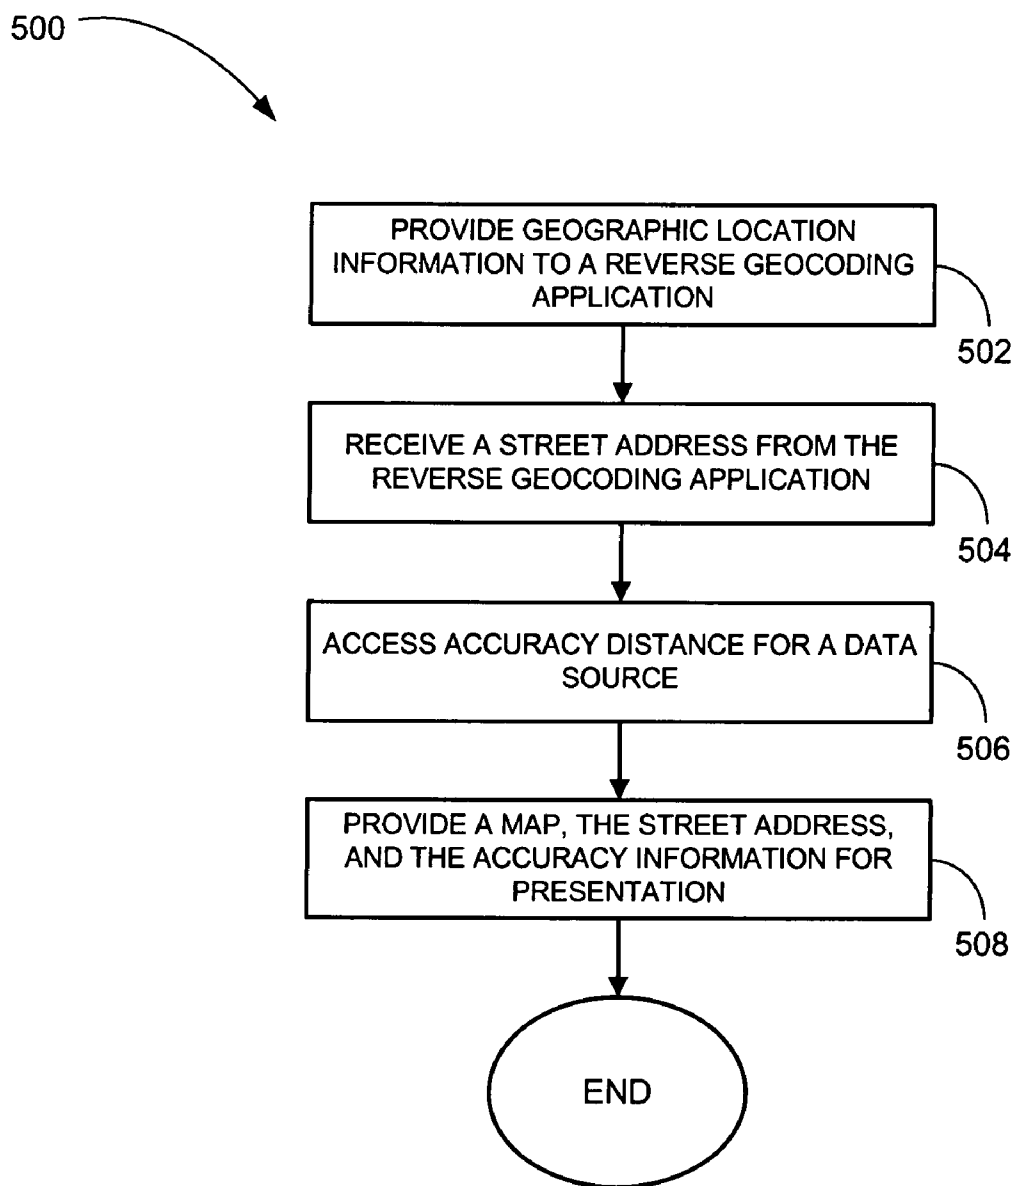 500
PROVIDE GEOGRAPHIC LOCATION
INFORMATION TO A REVERSE GEOCODING
APPLICATION
502
RECEIVE A STREET ADDRESS FROM THE
REVERSE GEOCODING APPLICATION
504
ACCESS ACCURACY DISTANCE FOR A DATA
SOURCE
506
PROVIDE A MAP, THE STREET ADDRESS,
AND THE ACCURACY INFORMATION FOR
PRESENTATION
508
END